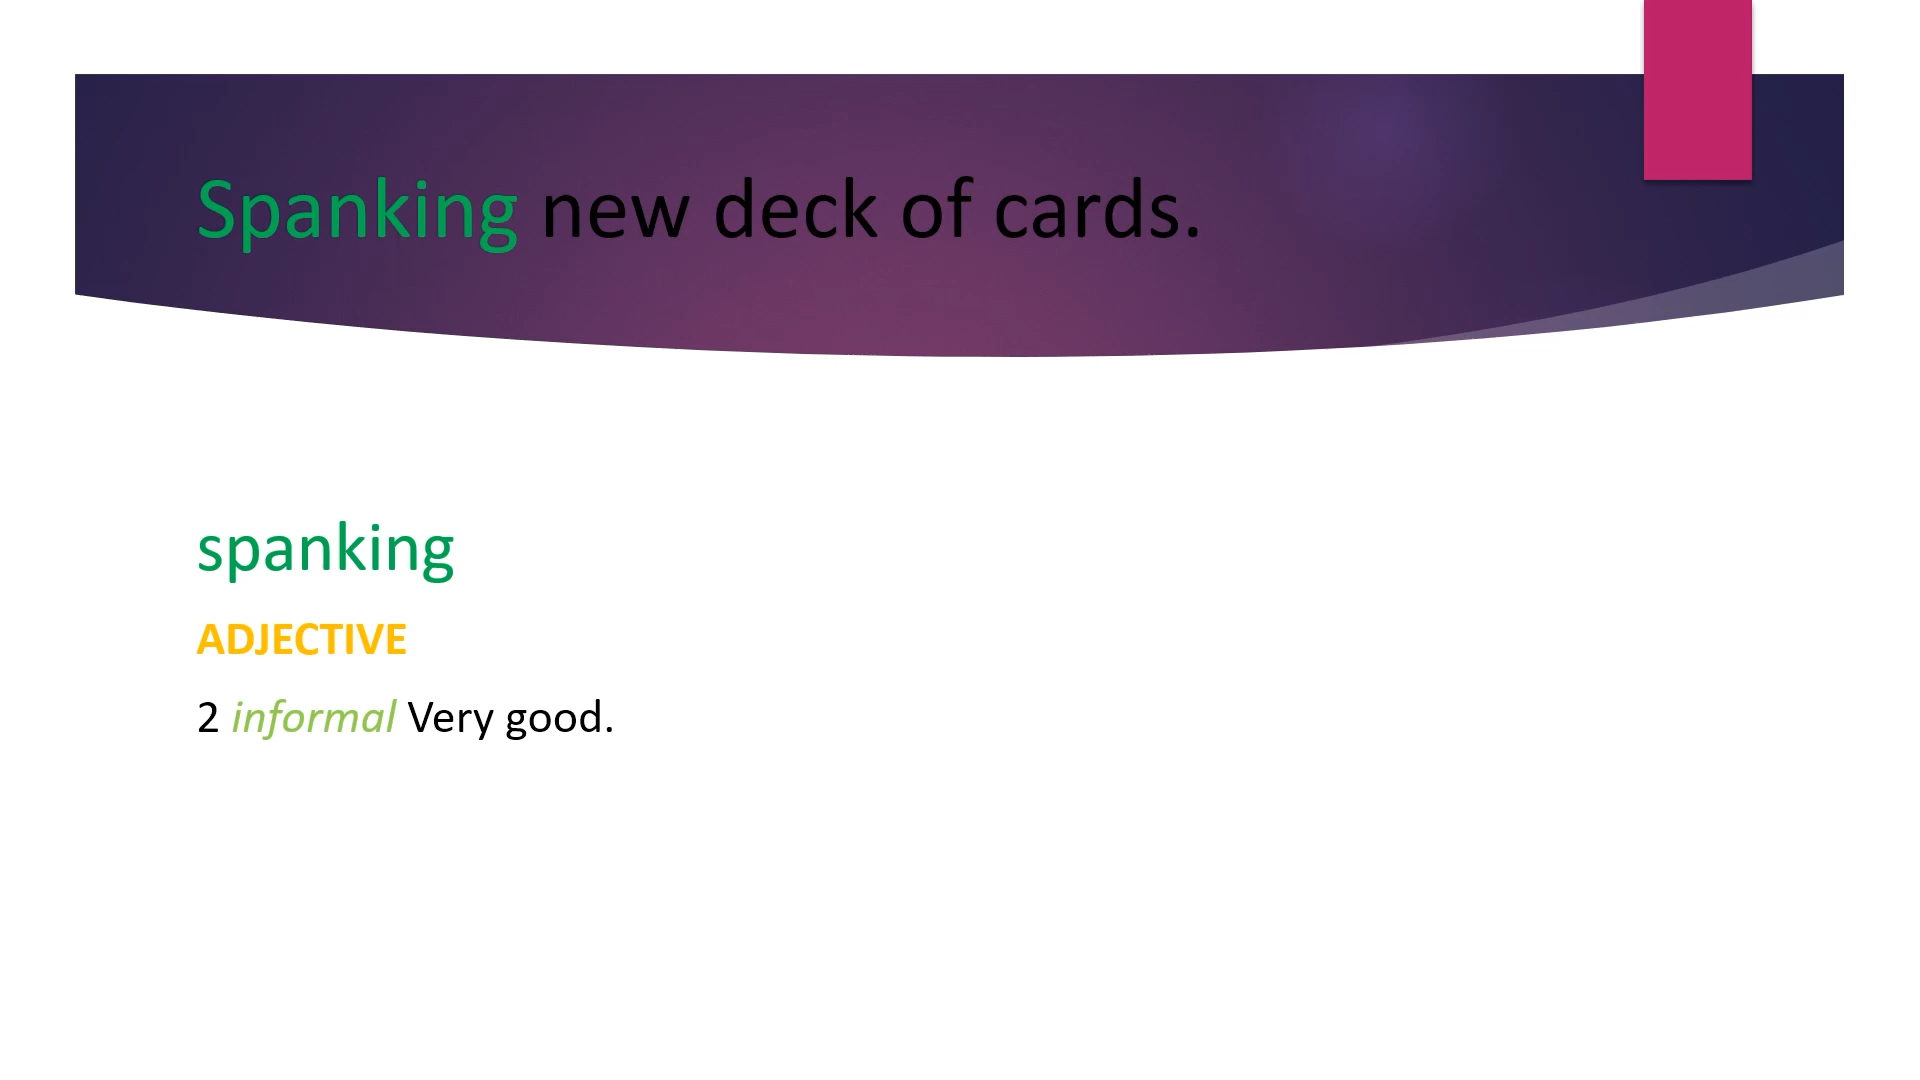 Spanking new deck of cards.
spanking
ADJECTIVE
2 informal Very good.